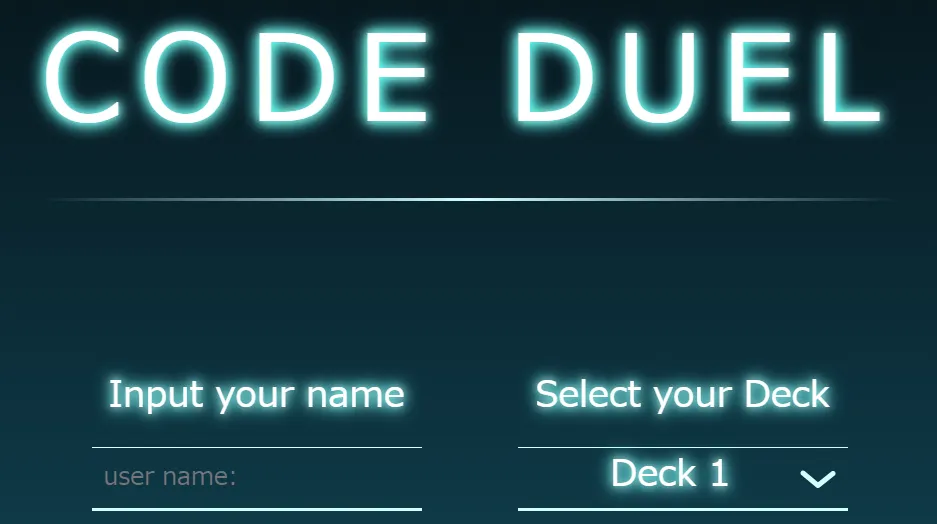 CODE DUEL
Input your name
Select your Deck
user name:
Deck 1